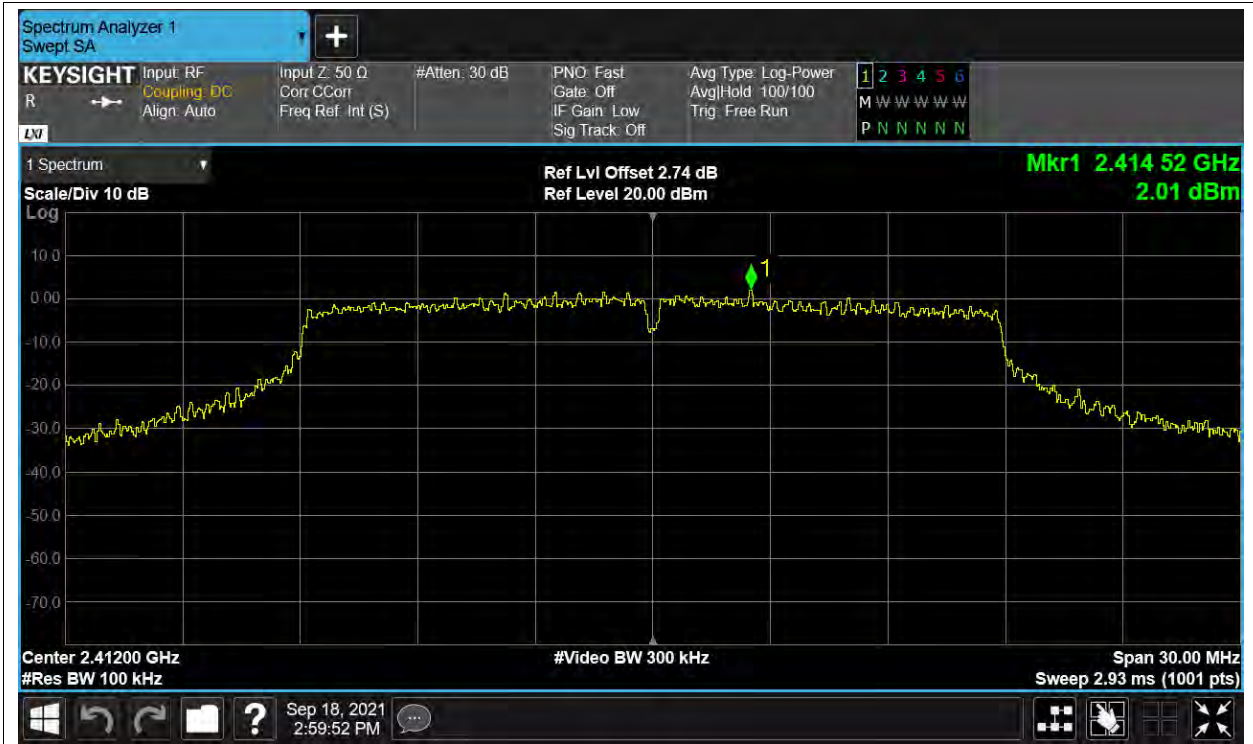 Spectrum Analyzer 1
Swept SA
KEYSIGHT
R
LXI
Input: RF
Coupling: DC
Align: Auto
Input Z: 50 Ω
Corr CCorr
Freq Ref: Int (S)
#Atten: 30 dB
PNO: Fast
Gate: Off
IF Gain: Low
Sig Track: Off
Avg Type: Log-Power
Avg|Hold: 100/100
Trig: Free Run
1 2 3 4 5 6
M W W W W W
P N N N N N
1 Spectrum
Scale/Div 10 dB
Ref Lvl Offset 2.74 dB
Ref Level 20.00 dBm
Mkr1 2.414 52 GHz
2.01 dBm
Log
10.0
0.00
-10.0
-20.0
-30.0
-40.0
-50.0
-60.0
-70.0
1
Center 2.41200 GHz
#Res BW 100 kHz
#Video BW 300 kHz
Span 30.00 MHz
Sweep 2.93 ms (1001 pts)
?
Sep 18, 2021
2:59:52 PM